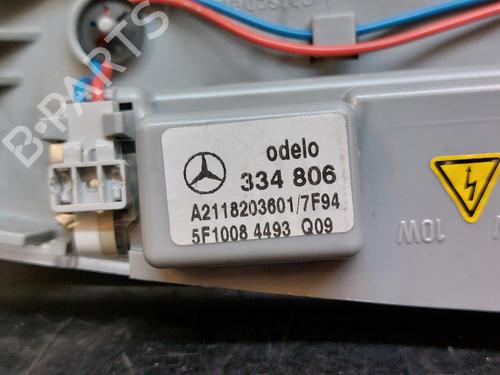 B-PARTS
odelo
334 806
A2118203601/7F94
5F1008 4493 Q09
10W